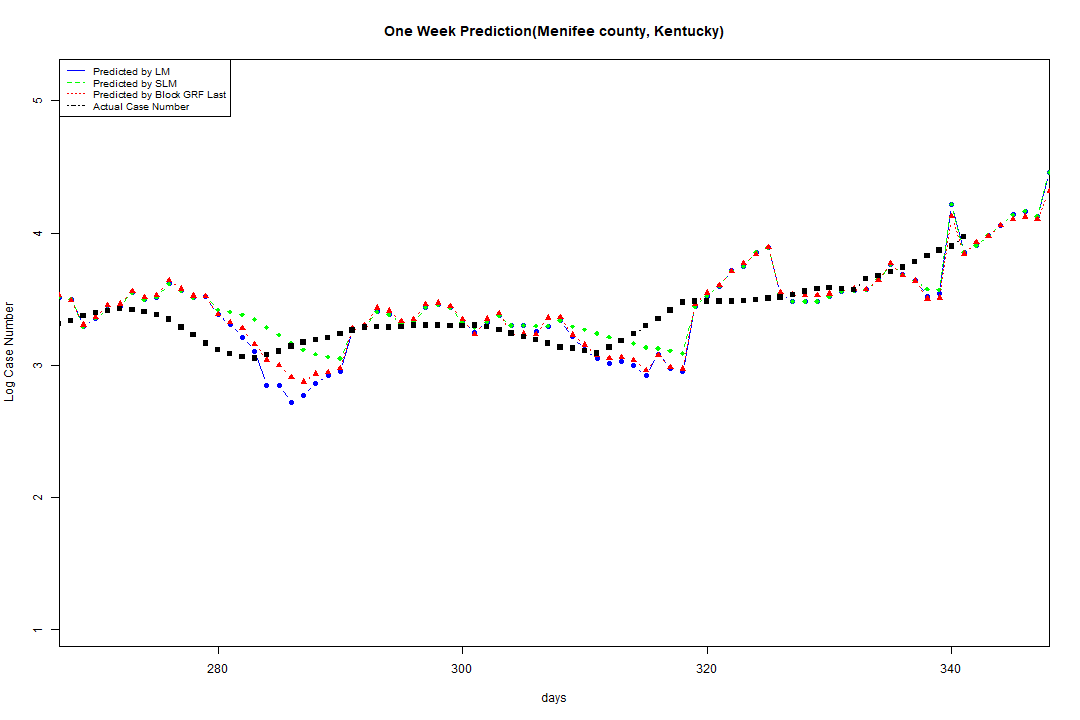 One Week Prediction(Menifee county, Kentucky)
Predicted by LM
Predicted by SLM
Predicted by Block GRF Last
Actual Case Number
5
4
3
2
1
Log Case Number
280 300 320 340
days